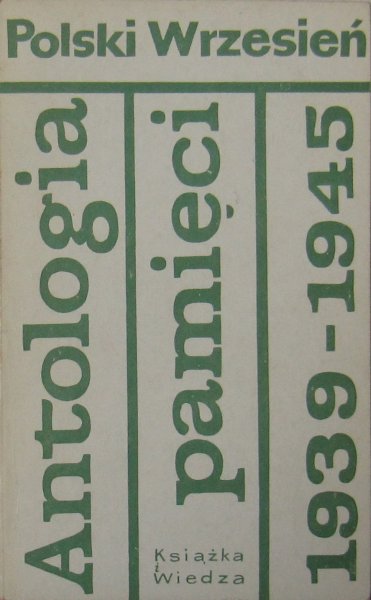 Polski Wrzesień
Antologia
pamięci
1939-1945
Książka
i
Wiedza